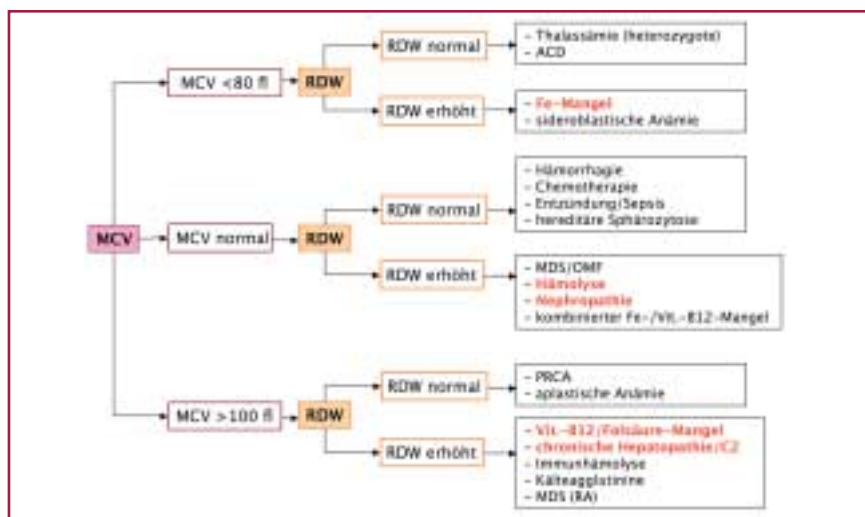 MCV
MCV <80 fl
RDW
RDW normal
- Thalassämie (heterozygote)
- ACD
RDW erhöht
- Fe-Mangel
- sideroblastische Anämie
MCV normal
RDW
RDW normal
- Hämorrhagie
- Chemotherapie
- Entzündung/Sepsis
- hereditäre Sphärozytose
RDW erhöht
- MDS/OMF
- Hämolyse
- Nephropathie
- kombinierter Fe-/Vit.-B12-Mangel
MCV >100 fl
RDW
RDW normal
- PRCA
- aplastische Anämie
RDW erhöht
- Vit.-B12/Folsäure-Mangel
- chronische Hepatopathie/C2
- Immunhämolyse
- Kälteagglutinine
- MDS (RA)